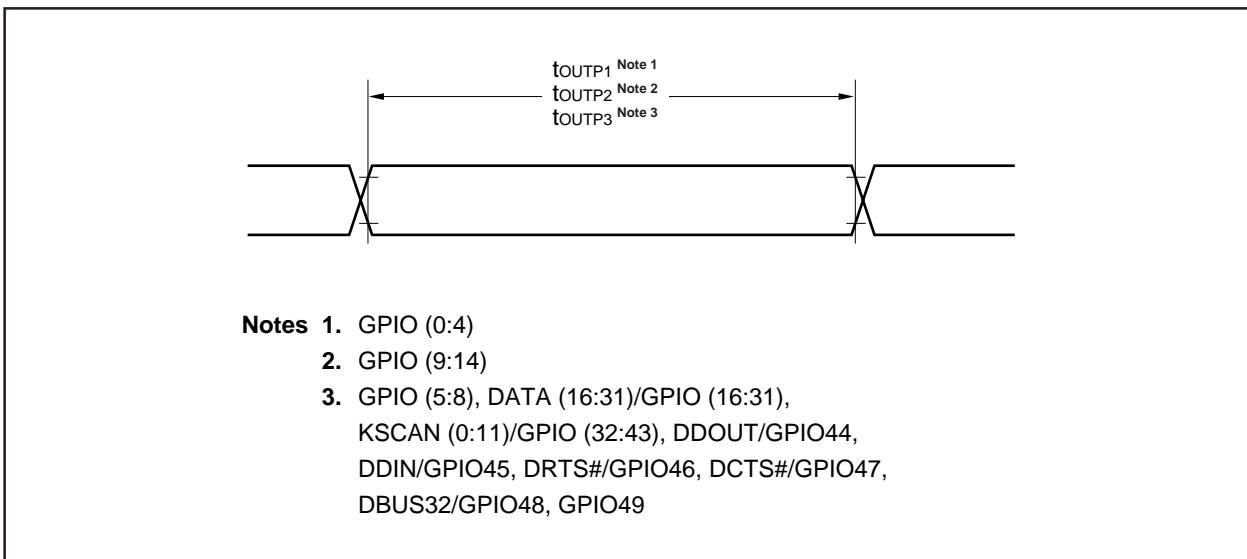 tOUTP1 Note 1
tOUTP2 Note 2
tOUTP3 Note 3
Notes 1. GPIO (0:4)
2. GPIO (9:14)
3. GPIO (5:8), DATA (16:31)/GPIO (16:31),
KSCAN (0:11)/GPIO (32:43), DDOUT/GPIO44,
DDIN/GPIO45, DRTS#/GPIO46, DCTS#/GPIO47,
DBUS32/GPIO48, GPIO49